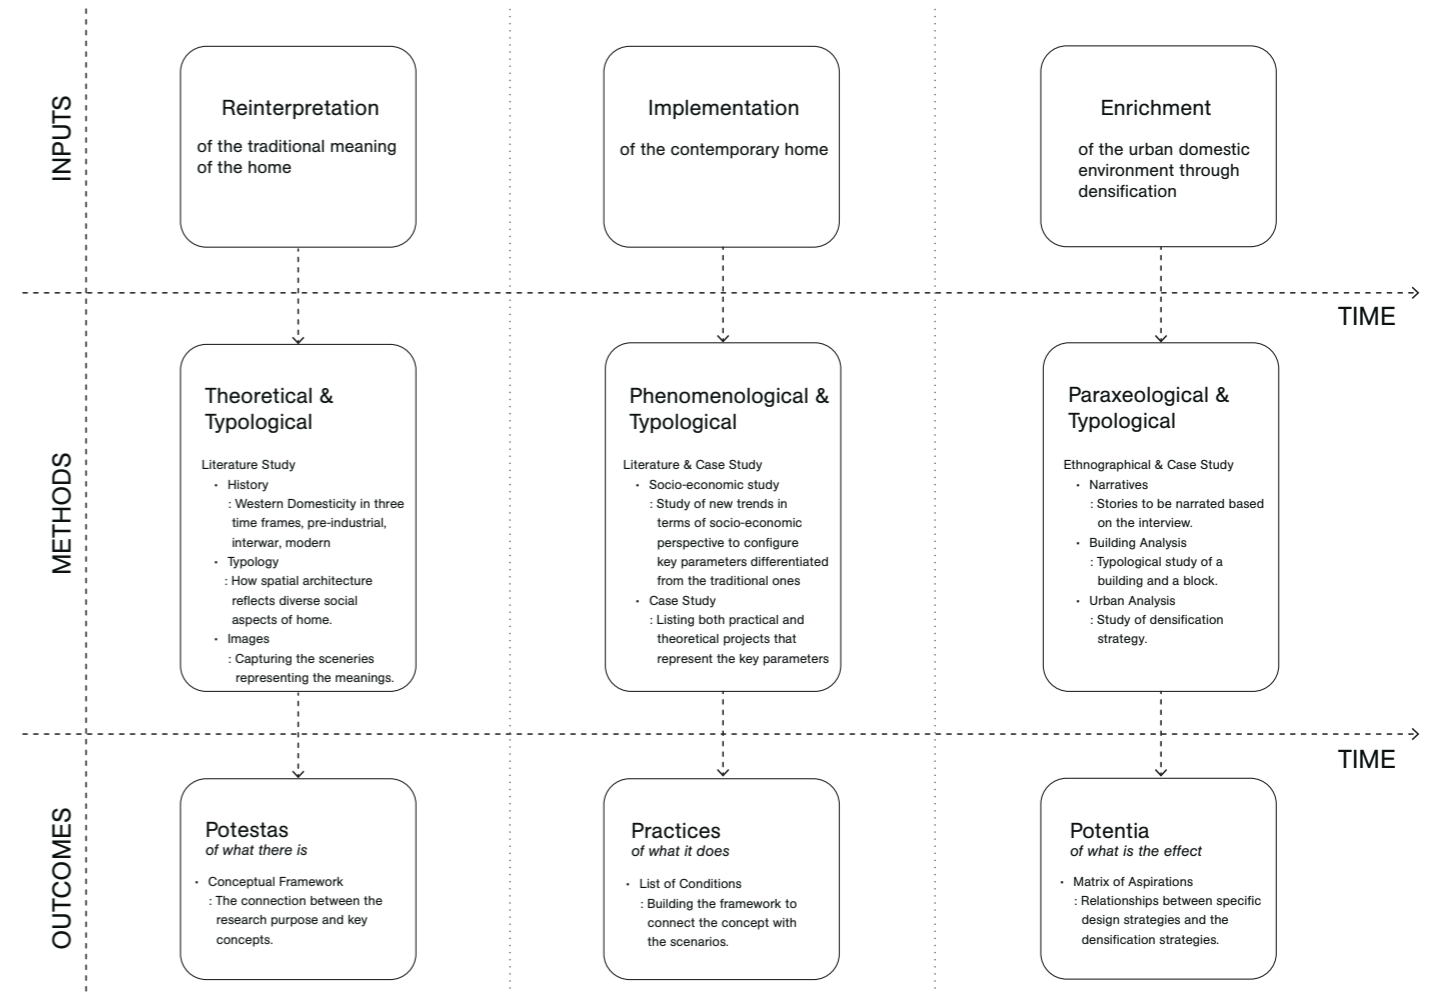 INPUTS
Reinterpretation
of the traditional meaning
of the home
Implementation
of the contemporary home
Enrichment
of the urban domestic
environment through
densification
TIME
METHODS
Theoretical &
Typological
Literature Study
• History
: Western Domesticity in three
time frames, pre-industrial,
interwar, modern
• Typology
: How spatial architecture
reflects diverse social
aspects of home.
• Images
: Capturing the sceneries
representing the meanings.
Phenomenological &
Typological
Literature & Case Study
• Socio-economic study
: Study of new trends in
terms of socio-economic
perspective to configure
key parameters differentiated
from the traditional ones
• Case Study
: Listing both practical and
theoretical projects that
represent the key parameters
Paraxeological &
Typological
Ethnographical & Case Study
• Narratives
: Stories to be narrated based
on the interview.
• Building Analysis
: Typological study of a
building and a block.
• Urban Analysis
: Study of densification
strategy.
TIME
OUTCOMES
Potestas
of what there is
• Conceptual Framework
: The connection between the
research purpose and key
concepts.
Practices
of what it does
• List of Conditions
: Building the framework to
connect the concept with
the scenarios.
Potentia
of what is the effect
• Matrix of Aspirations
: Relationships between specific
design strategies and the
densification strategies.